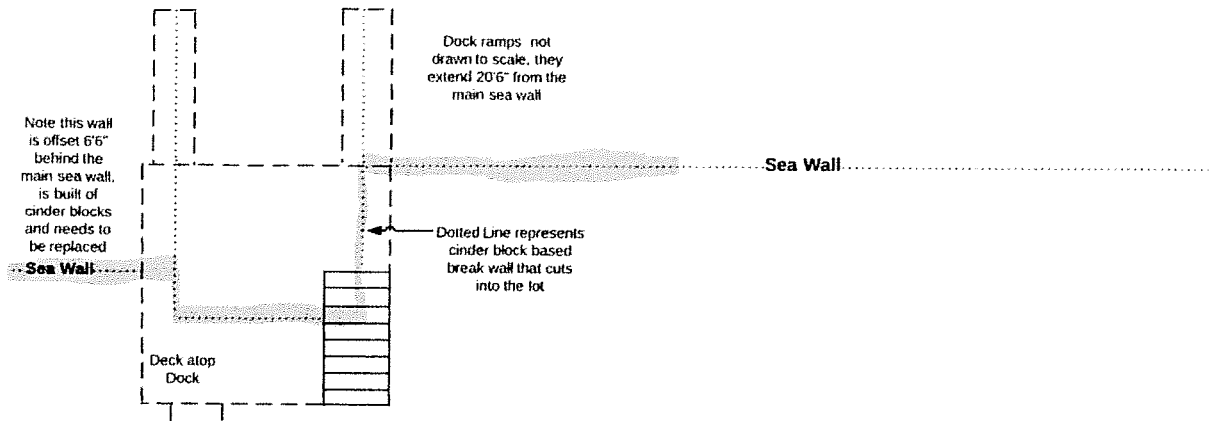 Dock ramps not
drawn to scale, they
extend 20'6" from the
main sea wall
Note this wall
is offset 6'6"
behind the
main sea wall,
is built of
cinder blocks
and needs to
be replaced
Sea Wall
Sea Wall
Dotted Line represents
cinder block based
break wall that cuts
into the lot
Deck atop
Dock